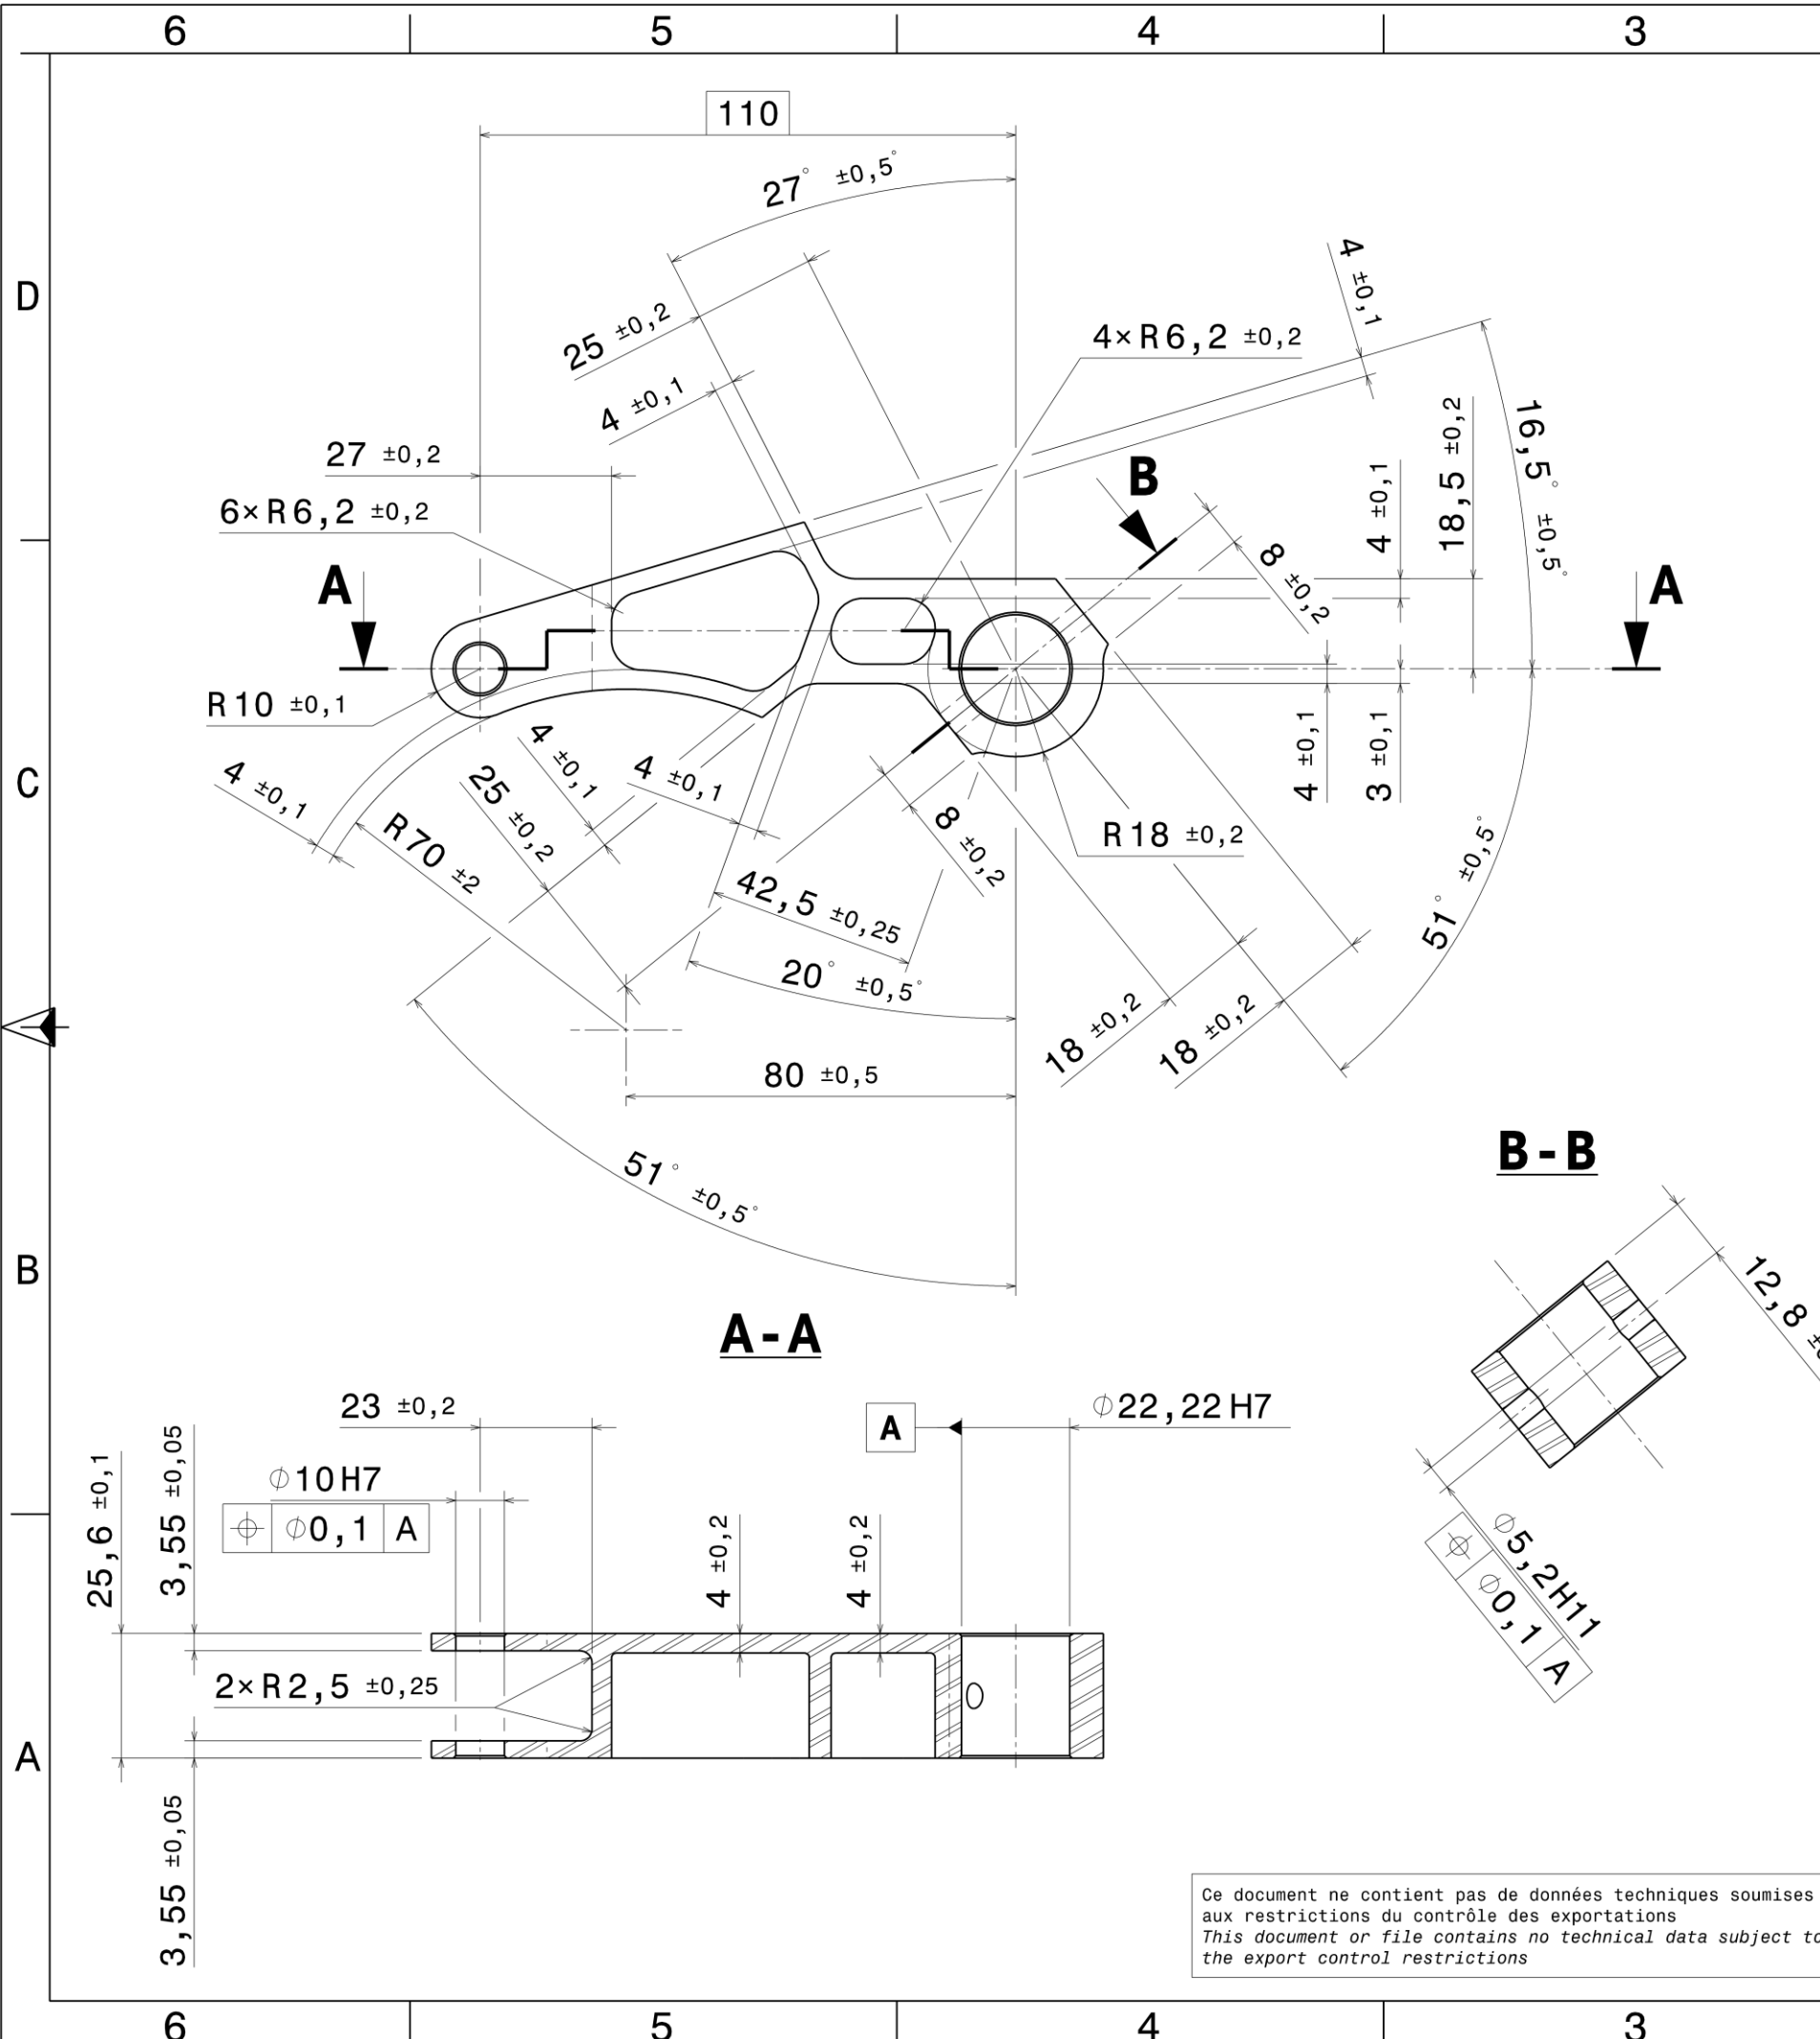 6 5 4 3
110
27° ±0,5°
25 ±0,2
4 ±0,1
4 ±0,1
4×R6,2 ±0,2
27 ±0,2
6×R6,2 ±0,2
16,5° ±0,5°
18,5 ±0,2
4 ±0,1
B
8 ±0,2
D
A
A
R10 ±0,1
4 ±0,1
3 ±0,1
C
4 ±0,1
4 ±0,1
4 ±0,1
25 ±0,2
R70 ±2
8 ±0,2
R18 ±0,2
42,5 ±0,25
51° ±0,5°
20° ±0,5°
18 ±0,2
18 ±0,2
80 ±0,5
51° ±0,5°
B-B
B
12,8
A-A
23 ±0,2
A
⌀22,22H7
⌀10H7
⌖ ⌀0,1 A
25,6 ±0,1
3,55 ±0,05
4 ±0,2
4 ±0,2
⌀5,2H11
⌖ ⌀0,1 A
2×R2,5 ±0,25
A
3,55 ±0,05
Ce document ne contient pas de données techniques soumises
aux restrictions du contrôle des exportations
This document or file contains no technical data subject to
the export control restrictions
6 5 4 3